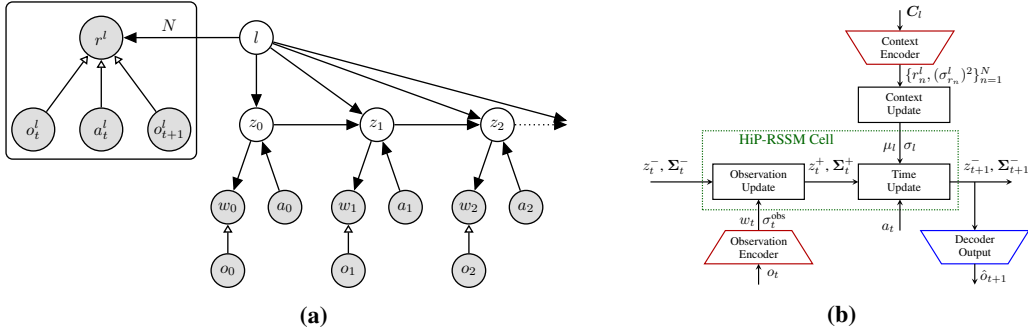 N
r^l
l
o_t^l
a_t^l
o_{t+1}^l
z_0
z_1
z_2
w_0
a_0
w_1
a_1
w_2
a_2
o_0
o_1
o_2
(a)
C_l
Context
Encoder
{r_n^l, (σ_{r_n}^l)^2}_{n=1}^N
Context
Update
HiP-RSSM Cell
μ_l σ_l
z_t^-, Σ_t^-
Observation
Update
z_t^+, Σ_t^+
Time
Update
z_{t+1}^-, Σ_{t+1}^-
w_t σ_t^{obs}
a_t
Observation
Encoder
Decoder
Output
o_t
ô_{t+1}
(b)